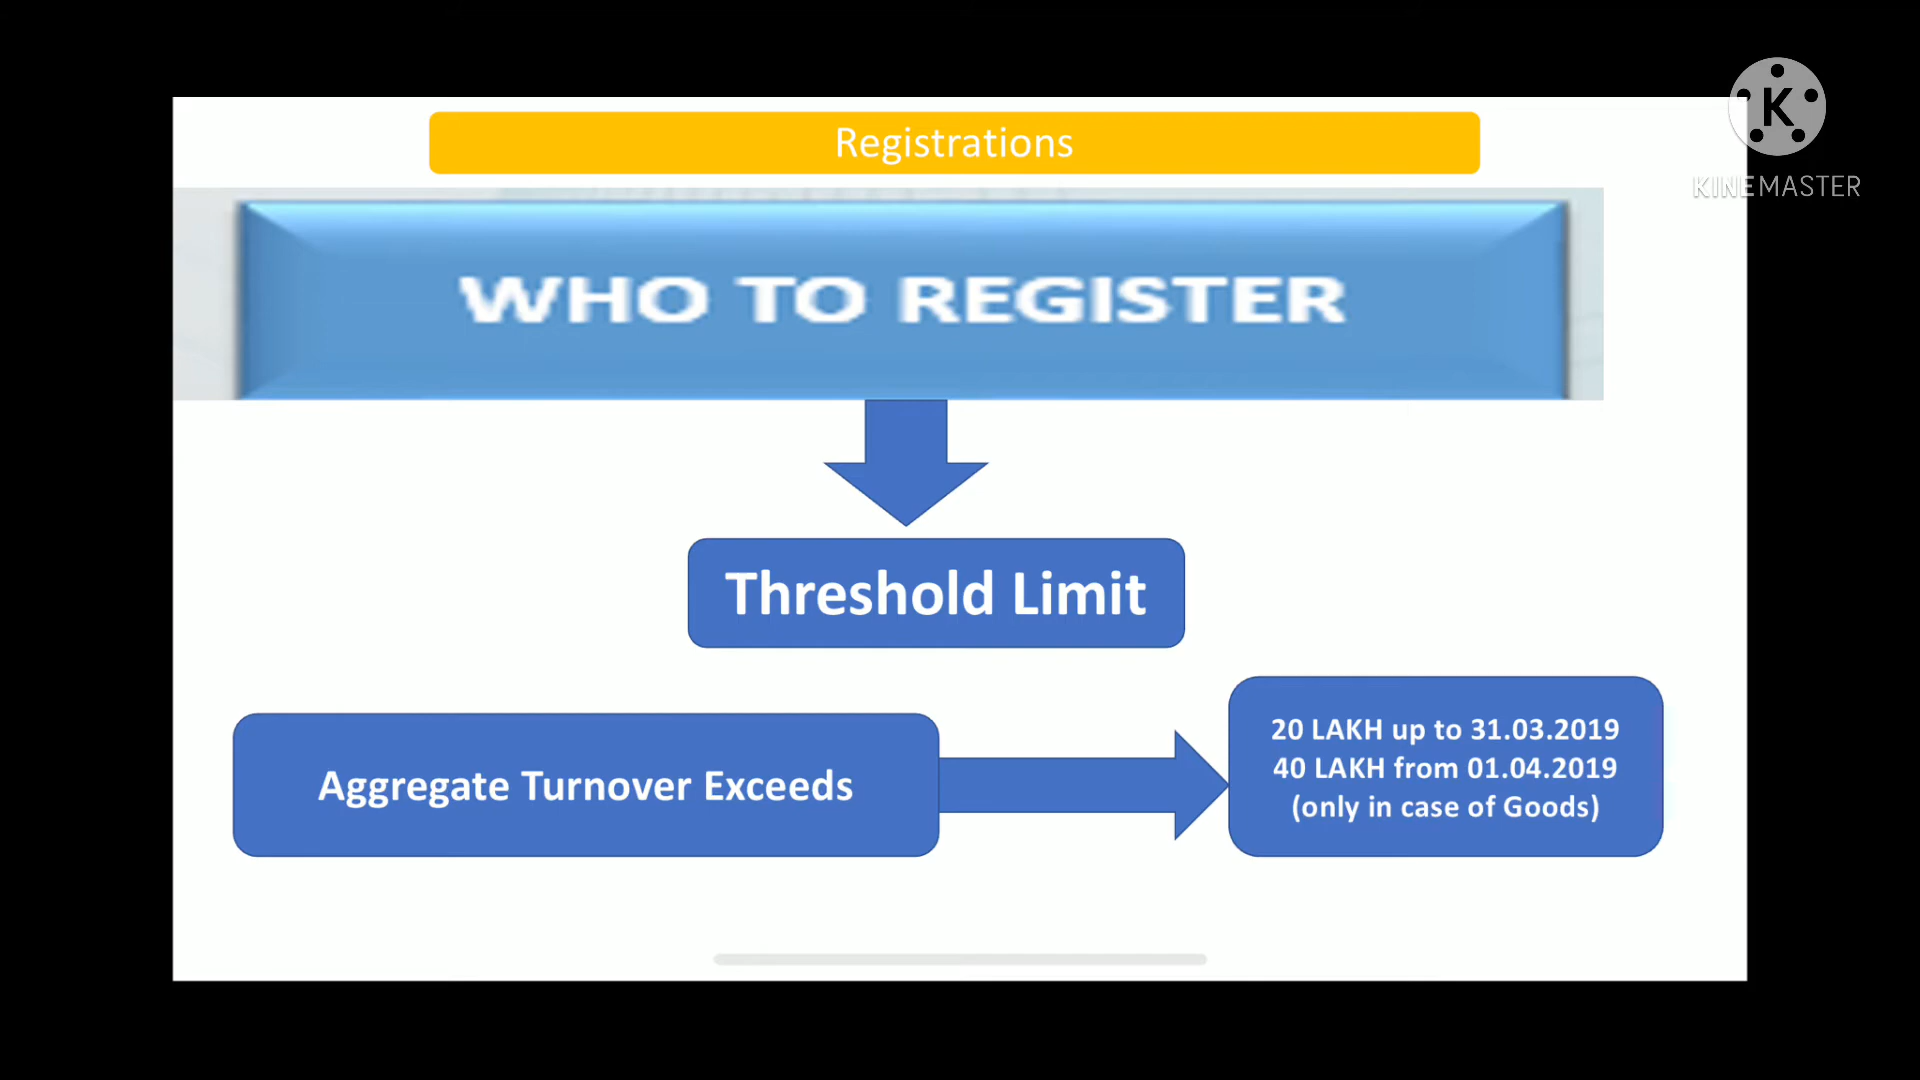 Registrations
K
KINEMASTER
WHO TO REGISTER
Threshold Limit
Aggregate Turnover Exceeds
20 LAKH up to 31.03.2019
40 LAKH from 01.04.2019
(only in case of Goods)